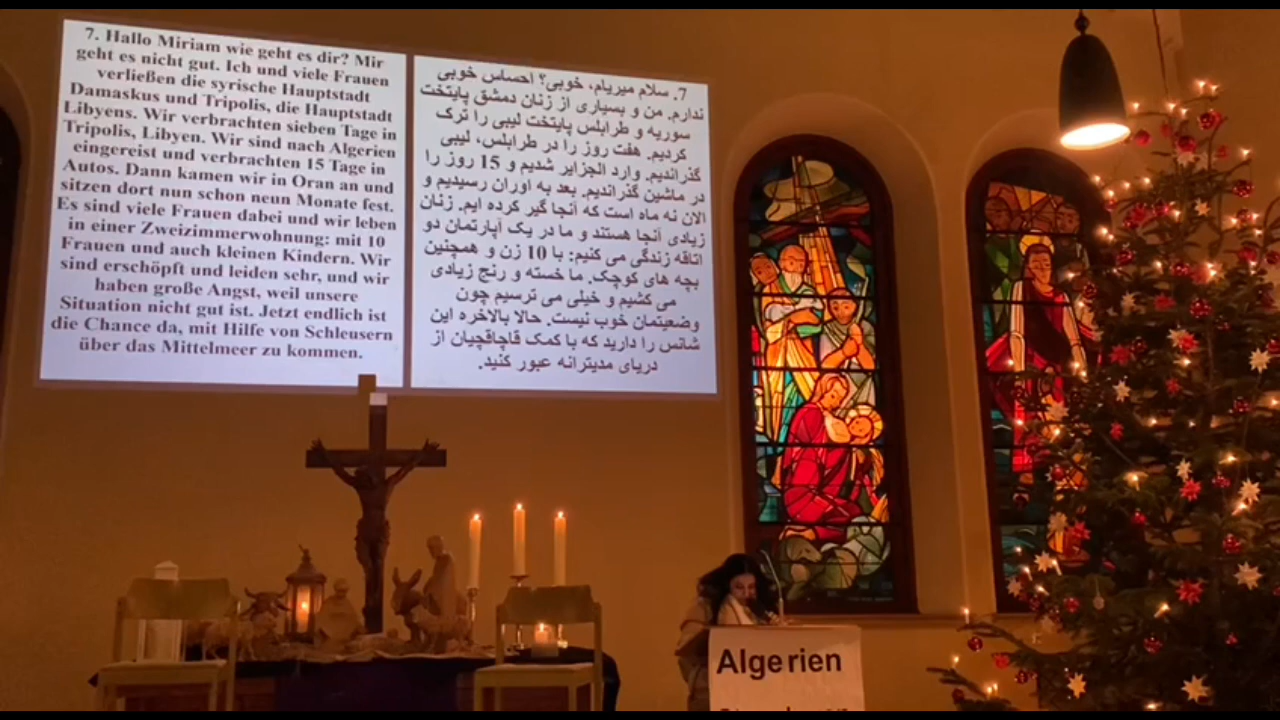 7. Hallo Miriam wie geht es dir? Mir
geht es nicht gut. Ich und viele Frauen
verließen die syrische Hauptstadt
Damaskus und Tripolis, die Hauptstadt
Libyens. Wir verbrachten sieben Tage in
Tripolis, Libyen. Wir sind nach Algerien
eingereist und verbrachten 15 Tage in
Autos. Dann kamen wir in Oran an und
sitzen dort nun schon neun Monate fest.
Es sind viele Frauen dabei und wir leben
in einer Zweizimmerwohnung: mit 10
Frauen und auch kleinen Kindern. Wir
sind erschöpft und leiden sehr, und wir
haben große Angst, weil unsere
Situation nicht gut ist. Jetzt endlich ist
die Chance da, mit Hilfe von Schleusern
über das Mittelmeer zu kommen.
7. سلام میریام، خوبی؟ احساس خوبی
ندارم. من و بسیاری از زنان دمشق پایتخت
سوریه و طرابلس پایتخت لیبی را ترک
کردیم. هفت روز را در طرابلس، لیبی
گذراندیم. وارد الجزایر شدیم و 15 روز را
در ماشین گذراندیم. بعد به اوران رسیدیم و
الان نه ماه است که آنجا گیر کرده ایم. زنان
زیادی آنجا هستند و ما در یک آپارتمان دو
اتاقه زندگی می کنیم: با 10 زن و همچنین
بچه های کوچک. ما خسته و رنج زیادی
می کشیم و خیلی می ترسیم چون
وضعیتمان خوب نیست. حالا بالاخره این
شانس را دارید که با کمک قاچاقچیان از
دریای مدیترانه عبور کنید.
Algerien